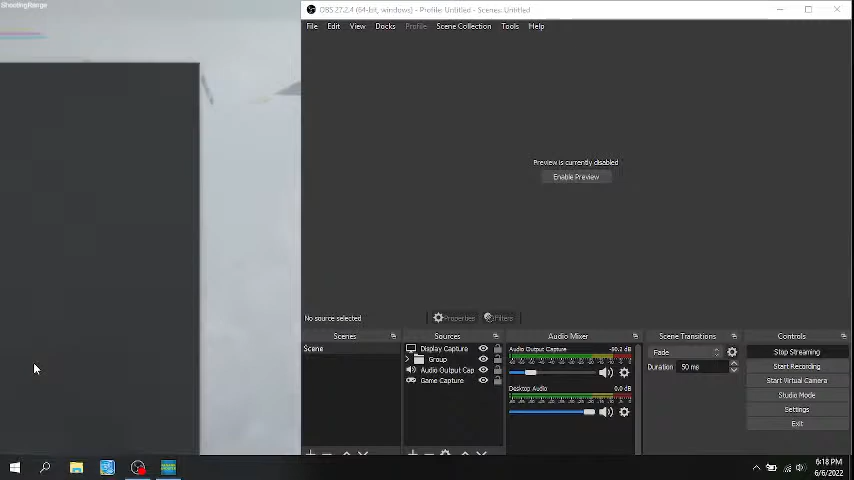 ShootingRange
OBS 27.2.4 (64-bit, windows) - Profile: Untitled - Scenes: Untitled
File Edit View Docks Profile Scene Collection Tools Help
Preview is currently disabled
Enable Preview
No source selected
Properties
Filters
Scenes
Scene
Sources
Display Capture
Group
Audio Output Cap
Game Capture
Audio Mixer
Audio Output Capture
Desktop Audio 0.0 dB
Scene Transitions
Fade
Duration 50 ms
Controls
Stop Streaming
Start Recording
Start Virtual Camera
Studio Mode
Settings
Exit
6:18 PM
6/6/2022